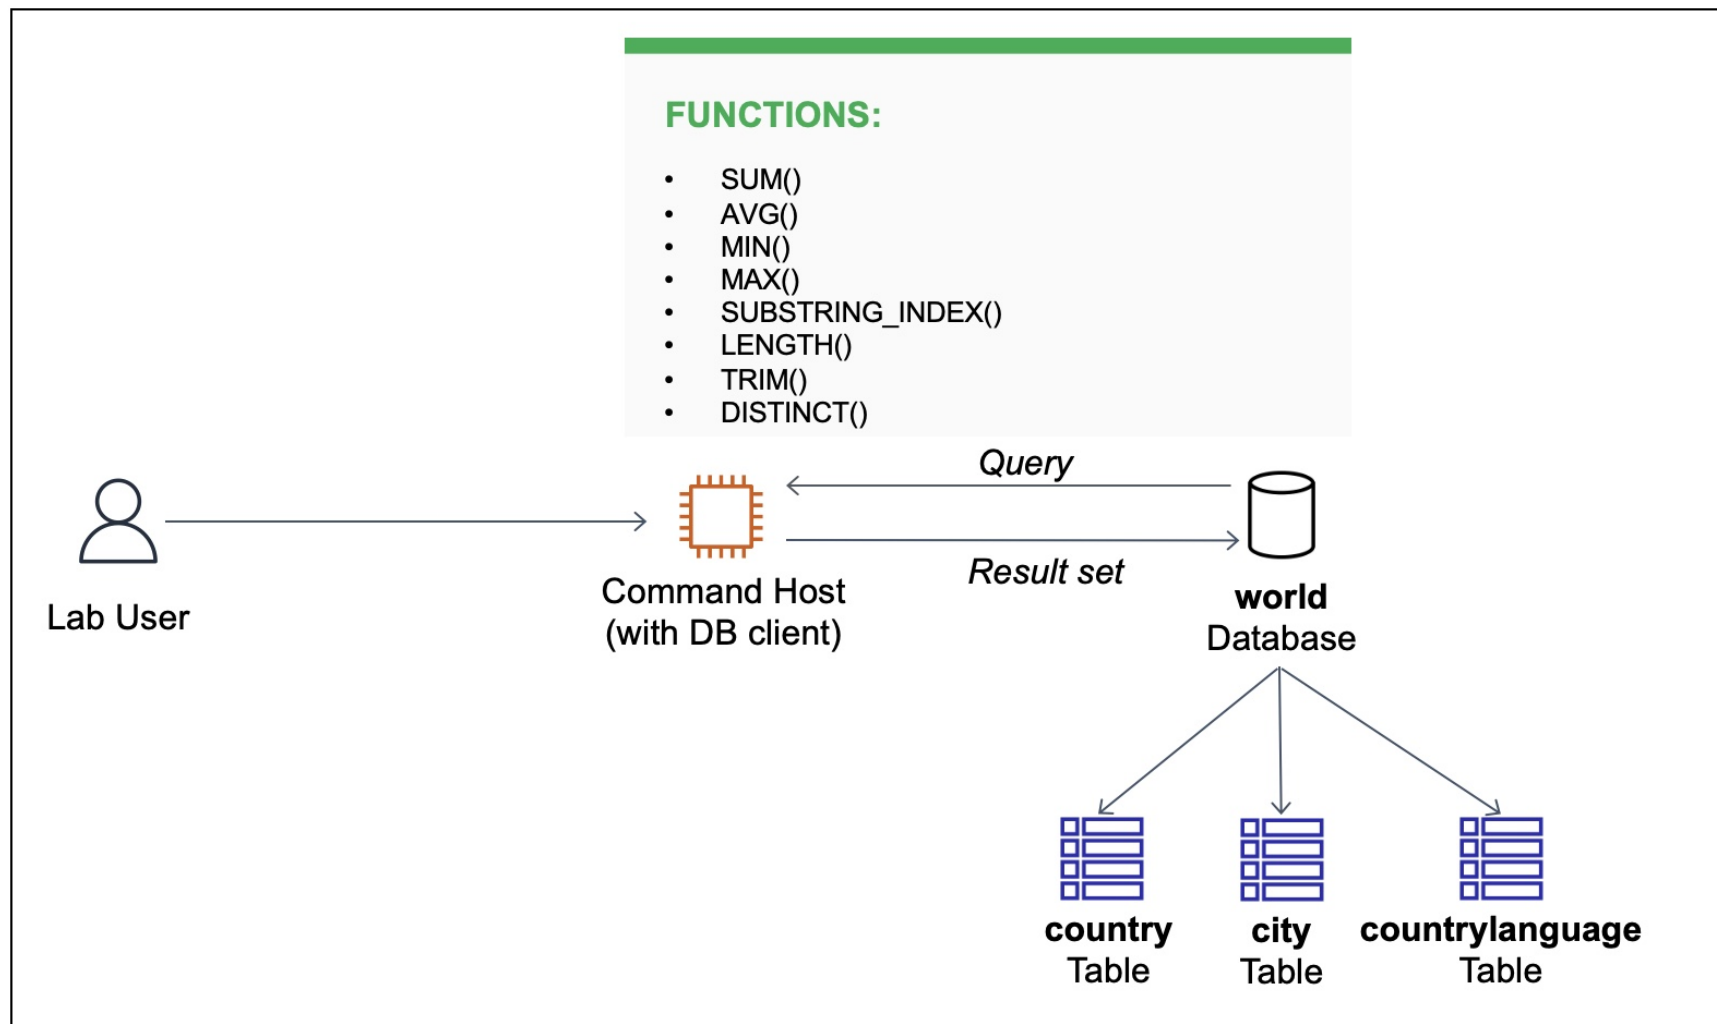 FUNCTIONS:
• SUM()
• AVG()
• MIN()
• MAX()
• SUBSTRING_INDEX()
• LENGTH()
• TRIM()
• DISTINCT()
Query
Result set
Lab User
Command Host
(with DB client)
world
Database
country
Table
city
Table
countrylanguage
Table